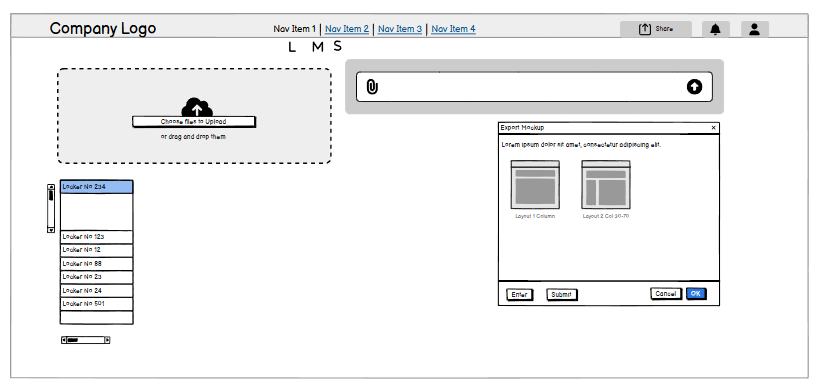 Company Logo
Nav Item 1 | Nav Item 2 | Nav Item 3 | Nav Item 4
Share
L M S
Choose files to Upload
or drag and drop them
Export Mockup
x
Lorem ipsum dolor sit amet, consectetur adipiscing elit.
Layout 1 Column
Layout 2 Col 30-70
Enter
Submit
Cancel
OK
Locker No 234
Locker No 123
Locker No 12
Locker No 88
Locker No 23
Locker No 24
Locker No 501